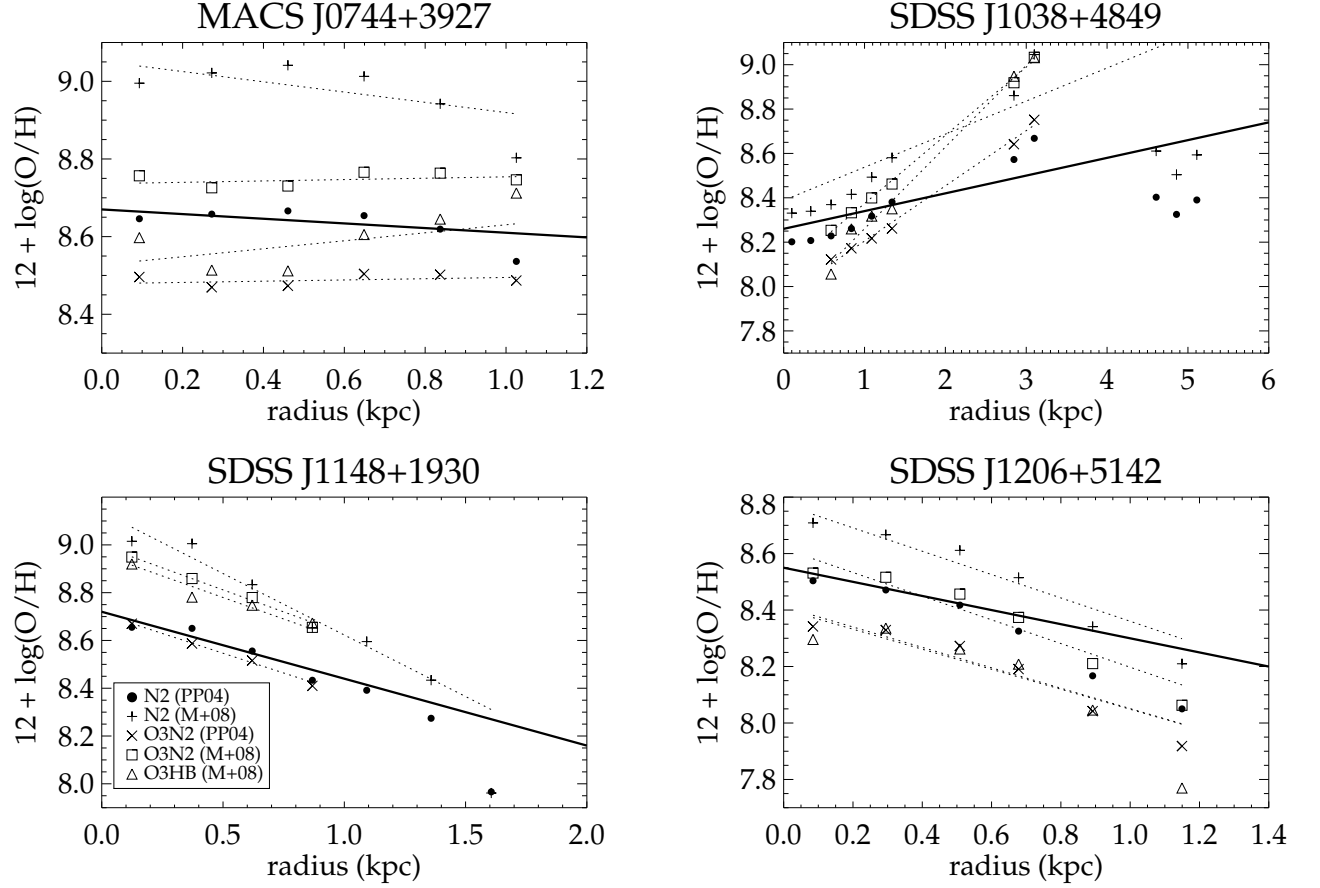 MACS J0744+3927
12 + log(O/H)
9.0
8.8
8.6
8.4
0.0 0.2 0.4 0.6 0.8 1.0 1.2
radius (kpc)
SDSS J1038+4849
12 + log(O/H)
9.0
8.8
8.6
8.4
8.2
8.0
7.8
0 1 2 3 4 5 6
radius (kpc)
SDSS J1148+1930
12 + log(O/H)
9.0
8.8
8.6
8.4
8.2
8.0
N2 (PP04)
N2 (M+08)
O3N2 (PP04)
O3N2 (M+08)
O3HB (M+08)
0.0 0.5 1.0 1.5 2.0
radius (kpc)
SDSS J1206+5142
12 + log(O/H)
8.8
8.6
8.4
8.2
8.0
7.8
0.0 0.2 0.4 0.6 0.8 1.0 1.2 1.4
radius (kpc)